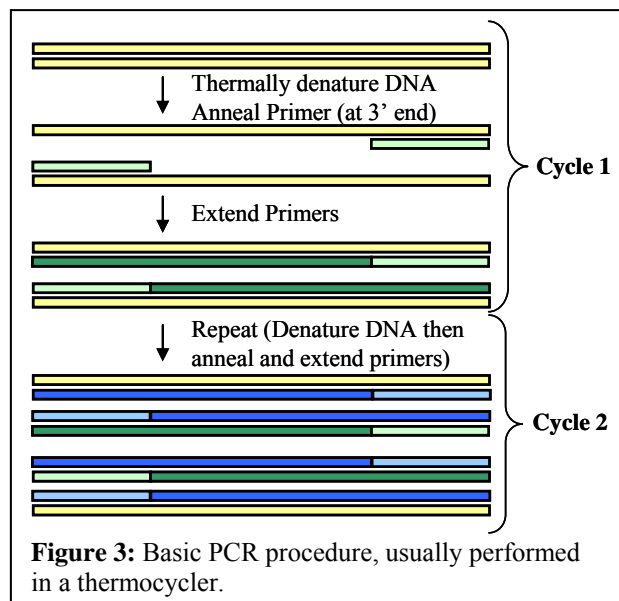 Thermally denature DNA
Anneal Primer (at 3’ end)
Cycle 1
Extend Primers
Repeat (Denature DNA then
anneal and extend primers)
Cycle 2
Figure 3: Basic PCR procedure, usually performed
in a thermocycler.